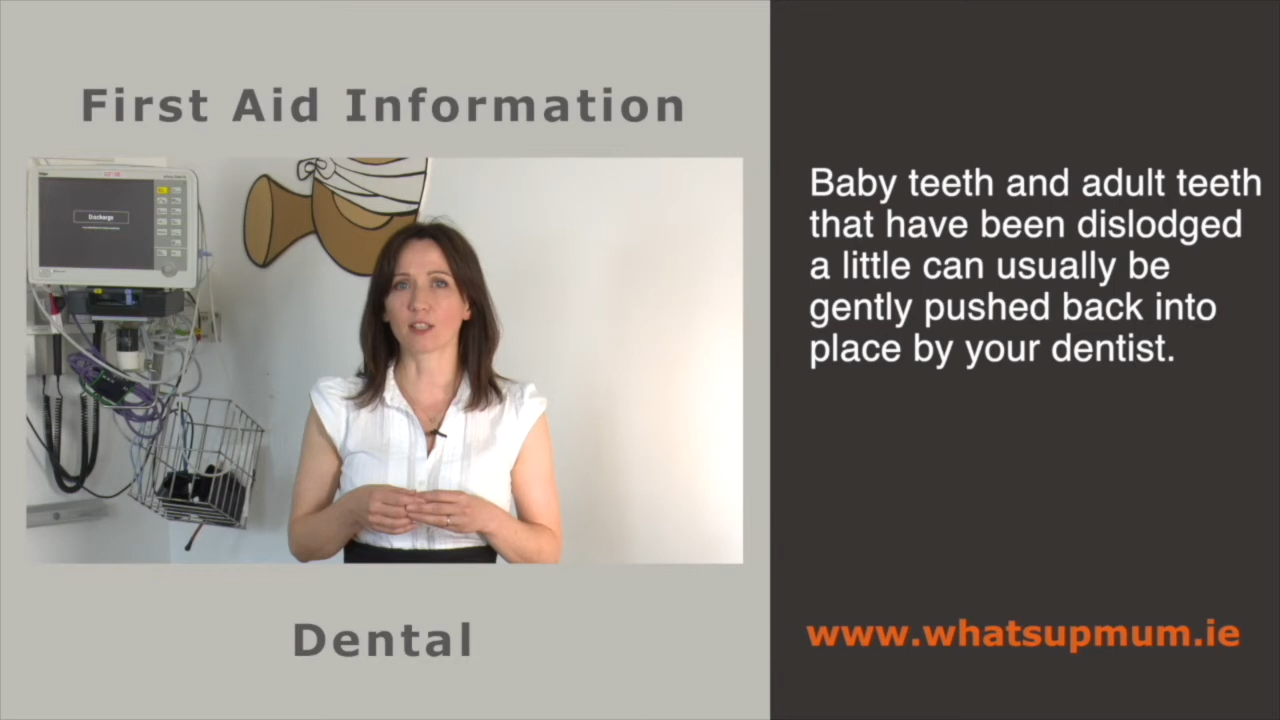 First Aid Information
Discharge
Baby teeth and adult teeth
that have been dislodged
a little can usually be
gently pushed back into
place by your dentist.
Dental
www.whatsupmum.ie